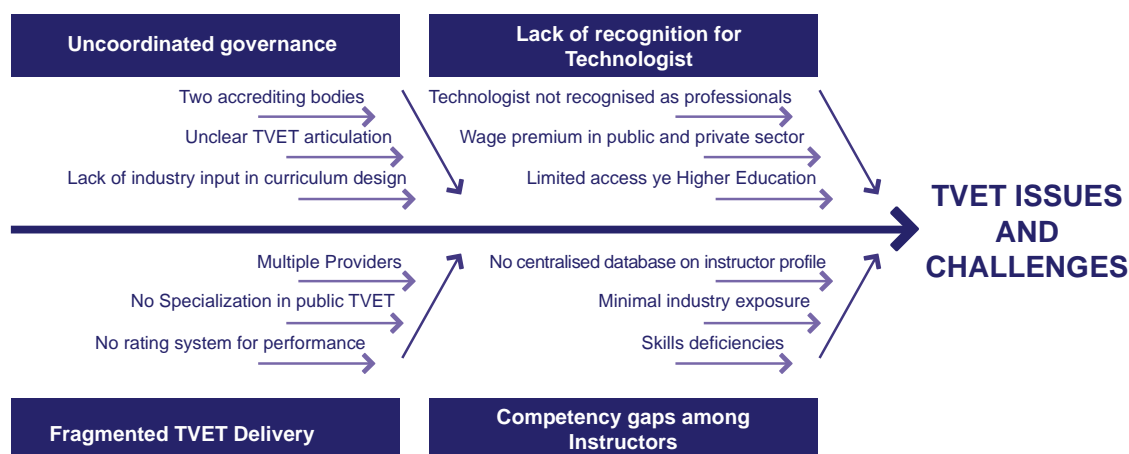 Uncoordinated governance
Two accrediting bodies
Unclear TVET articulation
Lack of industry input in curriculum design
Lack of recognition for
Technologist
Technologist not recognised as professionals
Wage premium in public and private sector
Limited access ye Higher Education
TVET ISSUES
AND
CHALLENGES
Multiple Providers
No Specialization in public TVET
No rating system for performance
Fragmented TVET Delivery
No centralised database on instructor profile
Minimal industry exposure
Skills deficiencies
Competency gaps among
Instructors